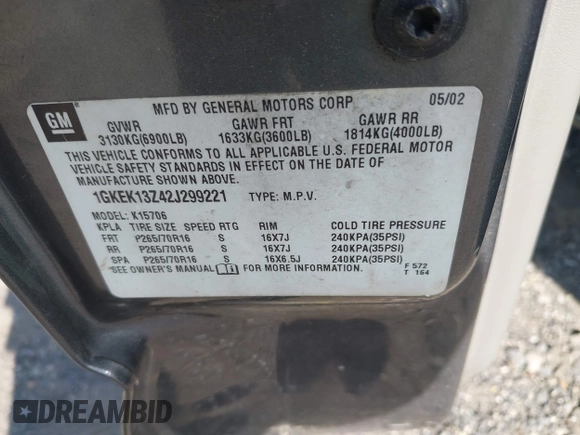 GM
MFD BY GENERAL MOTORS CORP 05/02
GVWR GAWR FRT GAWR RR
3130KG(6900LB) 1633KG(3600LB) 1814KG(4000LB)
THIS VEHICLE CONFORMS TO ALL APPLICABLE U.S. FEDERAL MOTOR
VEHICLE SAFETY STANDARDS IN EFFECT ON THE DATE OF
MANUFACTURE SHOWN ABOVE.
1GKEK13Z42J299221 TYPE: M.P.V.
MODEL: K15706
KPLA TIRE SIZE SPEED RTG RIM COLD TIRE PRESSURE
FRT P265/70R16 S 16X7J 240KPA(35PSI)
RR P265/70R16 S 16X7J 240KPA(35PSI)
SPA P265/70R16 S 16X6.5J 240KPA(35PSI)
SEE OWNER'S MANUAL FOR MORE INFORMATION. F 572
T 164
DREAMBID